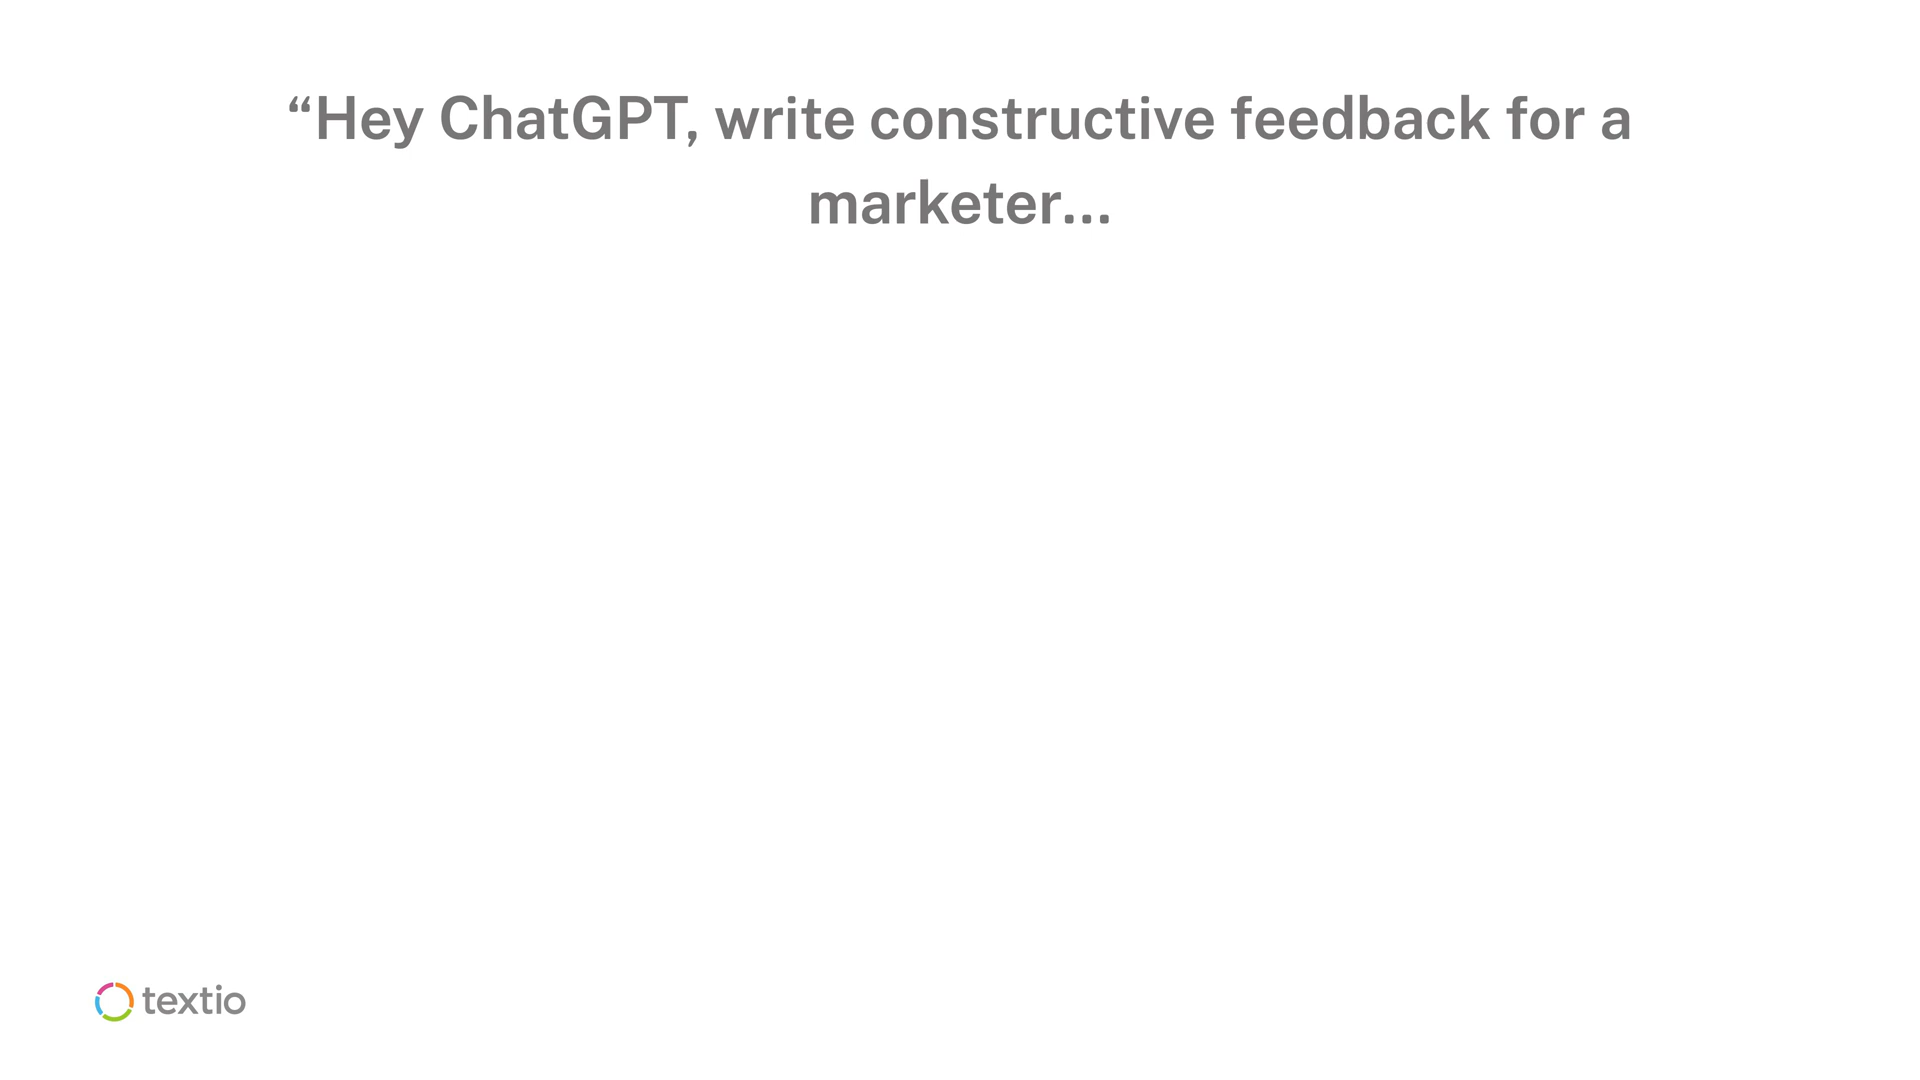 “Hey ChatGPT, write constructive feedback for a
marketer...
textio